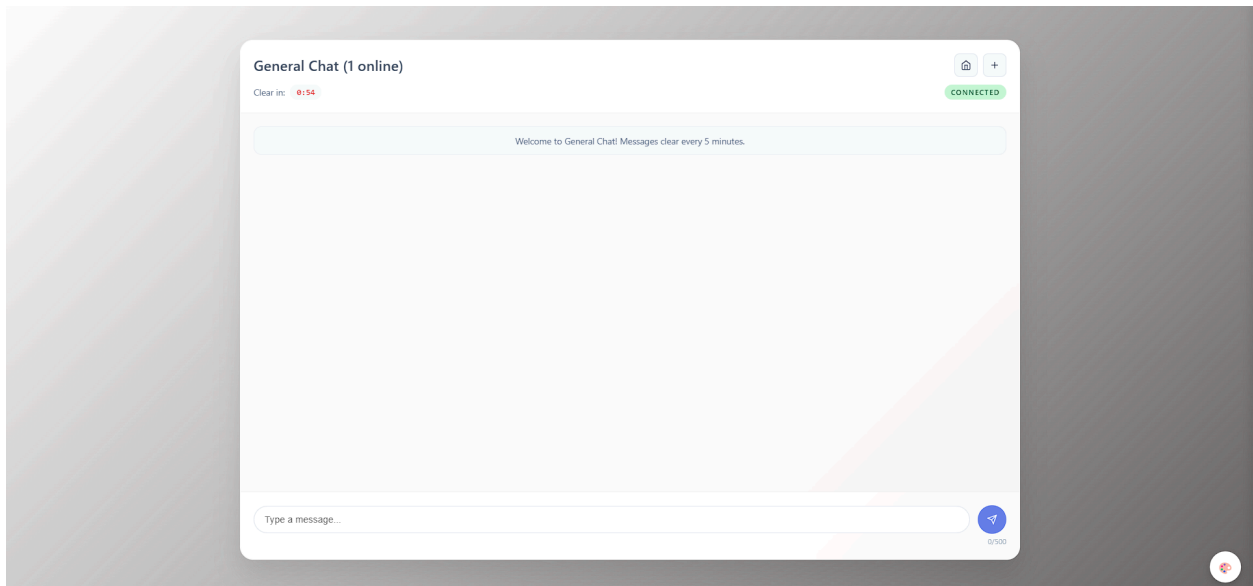 General Chat (1 online)
Clear in: 0:54
CONNECTED
Welcome to General Chat! Messages clear every 5 minutes.
Type a message...
0/500